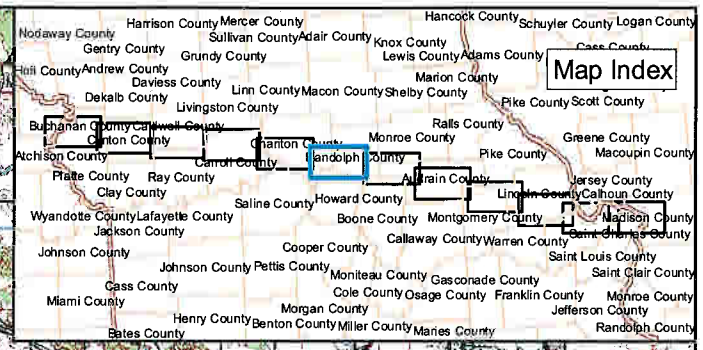 Hancock County Schuyler County Logan County
Harrison County Mercer County
Nodaway County Sullivan County Adair County Knox County Cass County
Gentry County Grundy County Lewis County Adams County
Map Index
Holt County Andrew County Marion County
Daviess County Linn County Macon County Shelby County
Dekalb County Pike County Scott County
Livingston County
Buchanan County Caldwell County Ralls County
Clinton County Chariton County Monroe County Greene County
Atchison County Carroll County Randolph County Pike County Macoupin County
Platte County Ray County Audrain County Jersey County
Clay County Lincoln County Calhoun County
Saline County Howard County
Wyandotte County Lafayette County Boone County Montgomery County Madison County
Jackson County Callaway County Warren County Saint Charles County
Johnson County Cooper County Saint Louis County
Johnson County Pettis County Moniteau County Saint Clair County
Cass County Cole County Osage County Gasconade County Franklin County Monroe County
Miami County Morgan County Jefferson County
Henry County Benton County Miller County Maries County Randolph County
Bates County